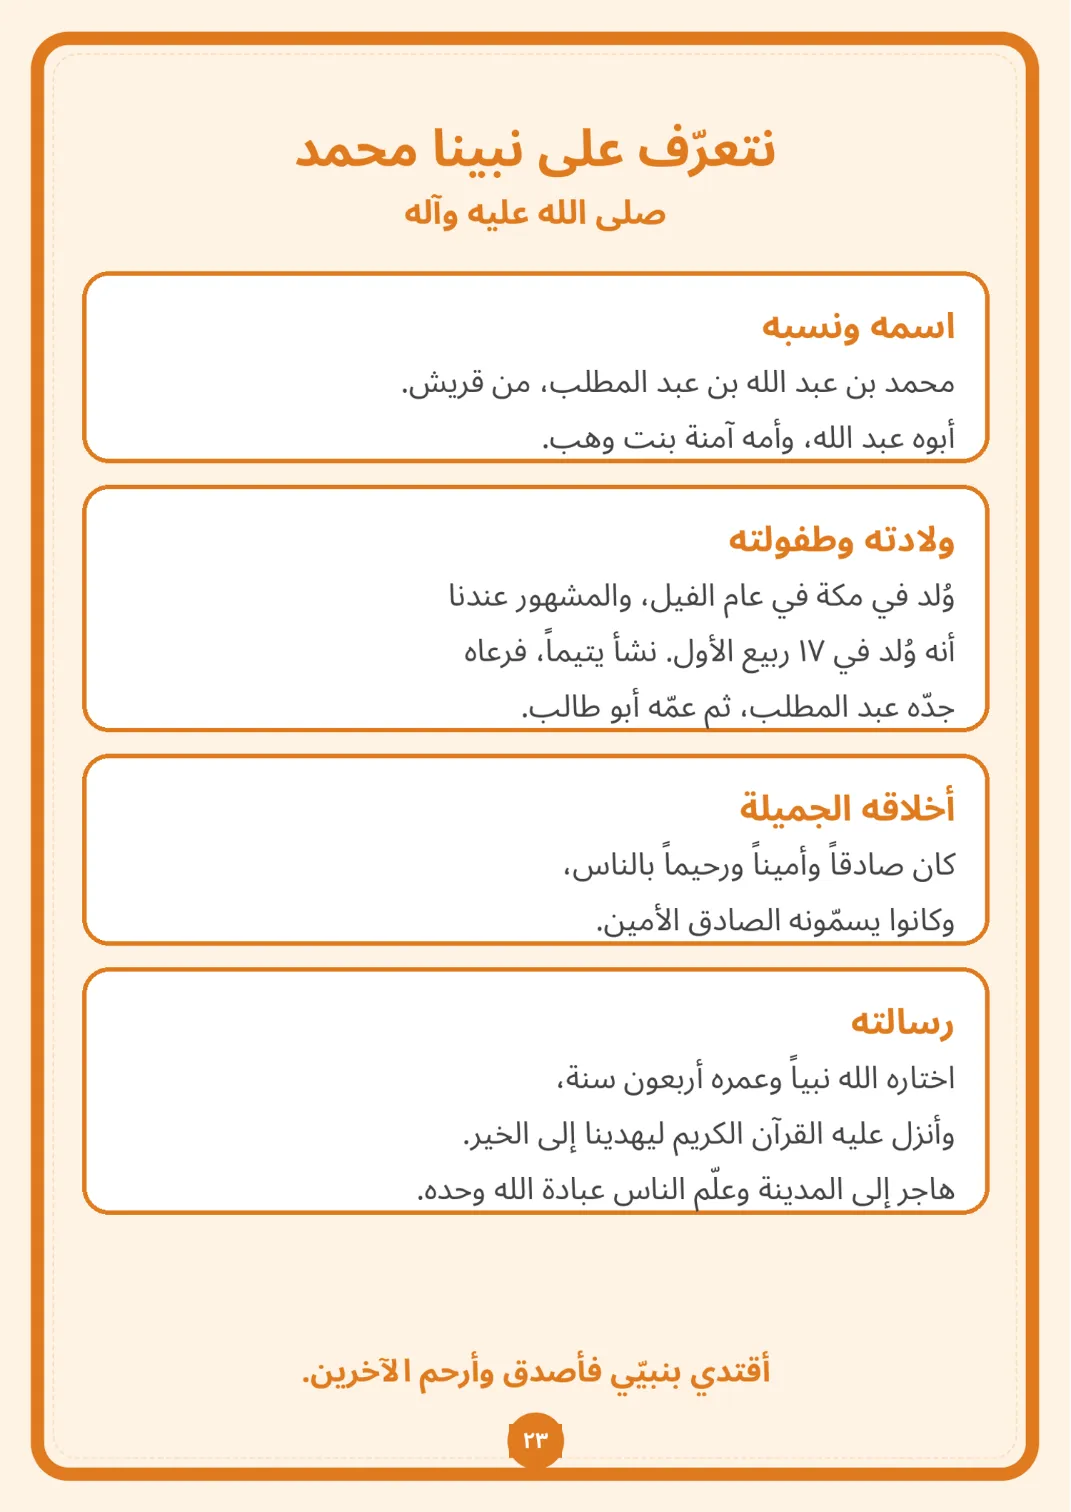 نتعرّف على نبينا محمد
صلى الله عليه وآله
اسمه ونسبه
محمد بن عبد الله بن عبد المطلب، من قريش.
أبوه عبد الله، وأمه آمنة بنت وهب.
ولادته وطفولته
وُلد في مكة في عام الفيل، والمشهور عندنا
أنه وُلد في ١٧ ربيع الأول. نشأ يتيماً، فرعاه
جدّه عبد المطلب، ثم عمّه أبو طالب.
أخلاقه الجميلة
كان صادقاً وأميناً ورحيماً بالناس،
وكانوا يسمّونه الصادق الأمين.
رسالته
اختاره الله نبياً وعمره أربعون سنة،
وأنزل عليه القرآن الكريم ليهدينا إلى الخير.
هاجر إلى المدينة وعلّم الناس عبادة الله وحده.
أقتدي بنبيّي فأصدق وأرحم الآخرين.
٢٣